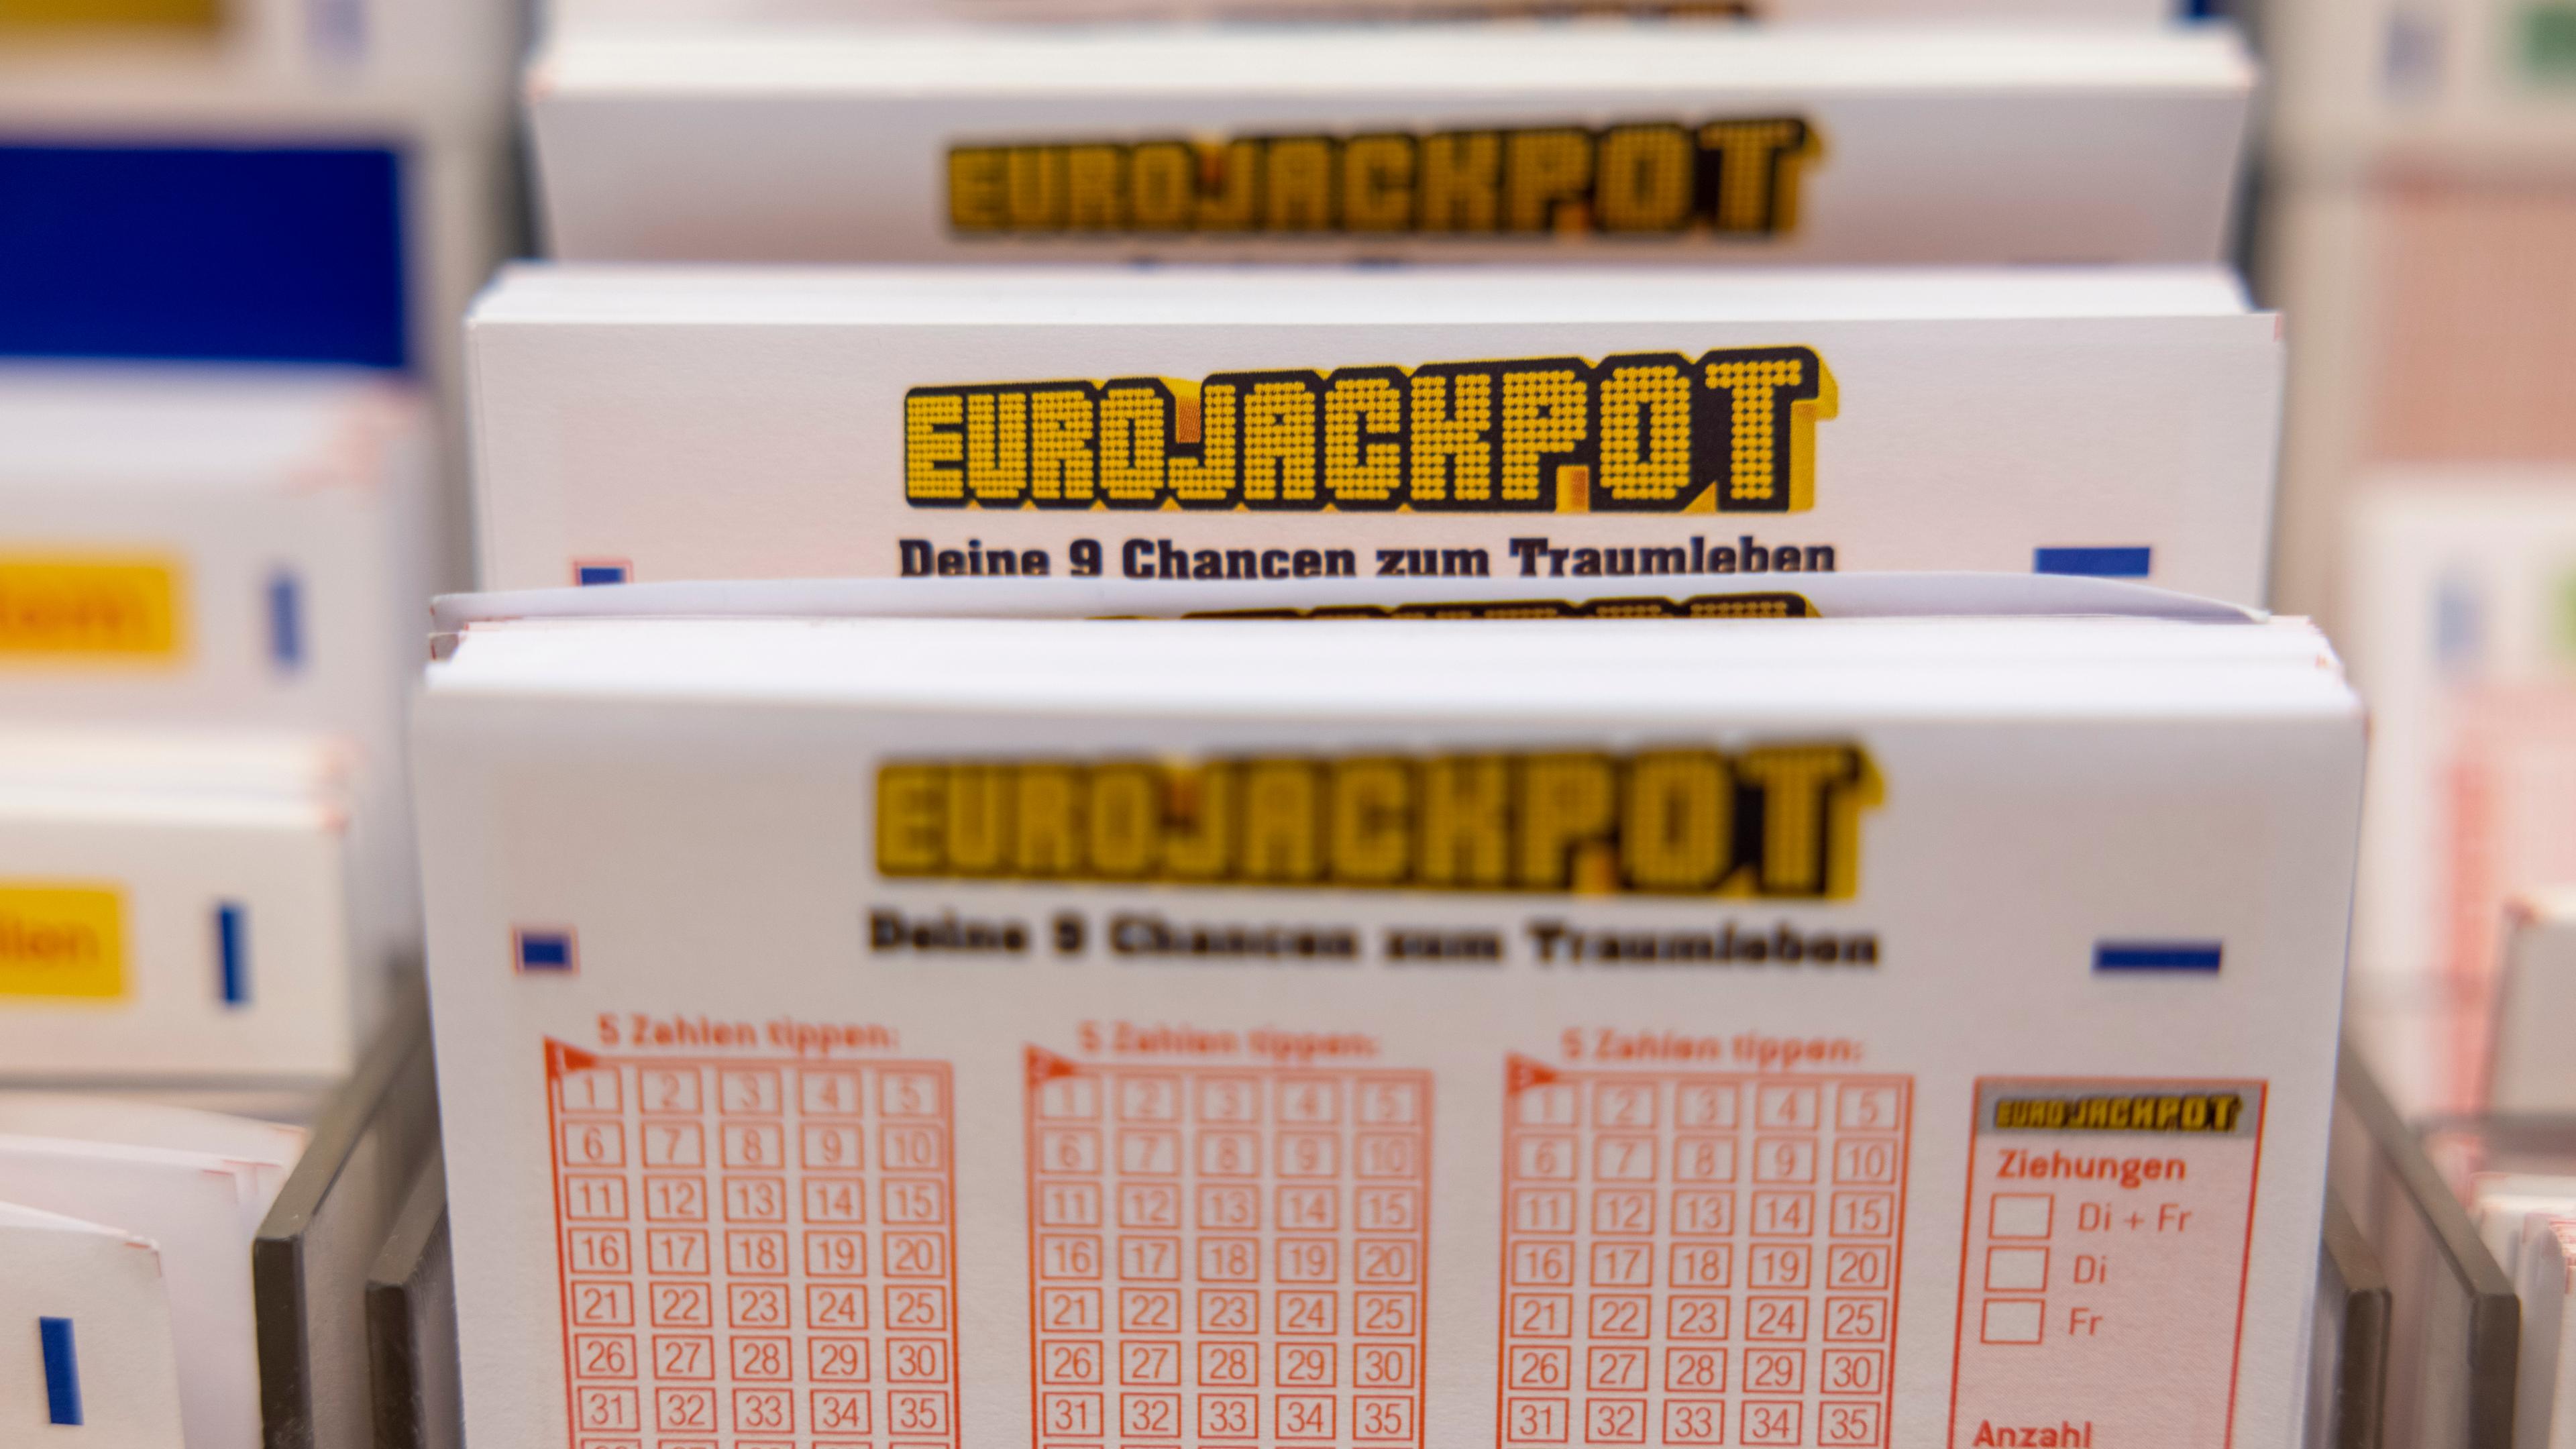 EUROJACKPOT
EUROJACKPOT
Deine 9 Chancen zum Traumleben
EUROJACKPOT
Deine 9 Chancen zum Traumleben
5 Zahlen tippen: 5 Zahlen tippen: 5 Zahlen tippen:
1 2 3 4 5 1 2 3 4 5 1 2 3 4 5
6 7 8 9 10 6 7 8 9 10 6 7 8 9 10
11 12 13 14 15 11 12 13 14 15 11 12 13 14 15
16 17 18 19 20 16 17 18 19 20 16 17 18 19 20
21 22 23 24 25 21 22 23 24 25 21 22 23 24 25
26 27 28 29 30 26 27 28 29 30 26 27 28 29 30
31 32 33 34 35 31 32 33 34 35 31 32 33 34 35
EUROJACKPOT
Ziehungen
Di + Fr
Di
Fr
Anzahl